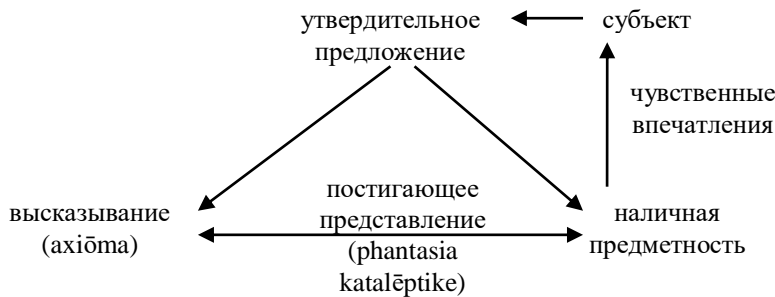 утвердительное
предложение
субъект
чувственные
впечатления
высказывание
(axiōma)
постигающее
представление
(phantasia
katalēptike)
наличная
предметность